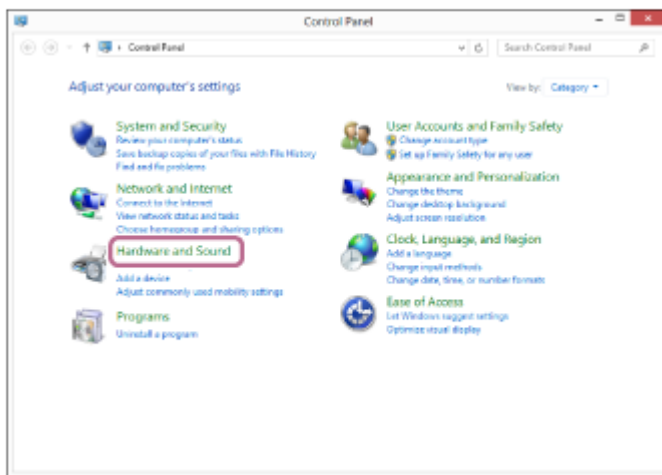 Control Panel
Control Panel
Search Control Panel
Adjust your computer's settings
View by: Category
System and Security
Review your computer's status
Save backup copies of your files with File History
Find and fix problems
Network and Internet
Connect to the Internet
View network status and tasks
Choose homegroup and sharing options
Hardware and Sound
Add a device
Adjust commonly used mobility settings
Programs
Uninstall a program
User Accounts and Family Safety
Change account type
Set up Family Safety for any user
Appearance and Personalization
Change the theme
Change desktop background
Adjust screen resolution
Clock, Language, and Region
Add a language
Change input methods
Change date, time, or number formats
Ease of Access
Let Windows suggest settings
Optimize visual display